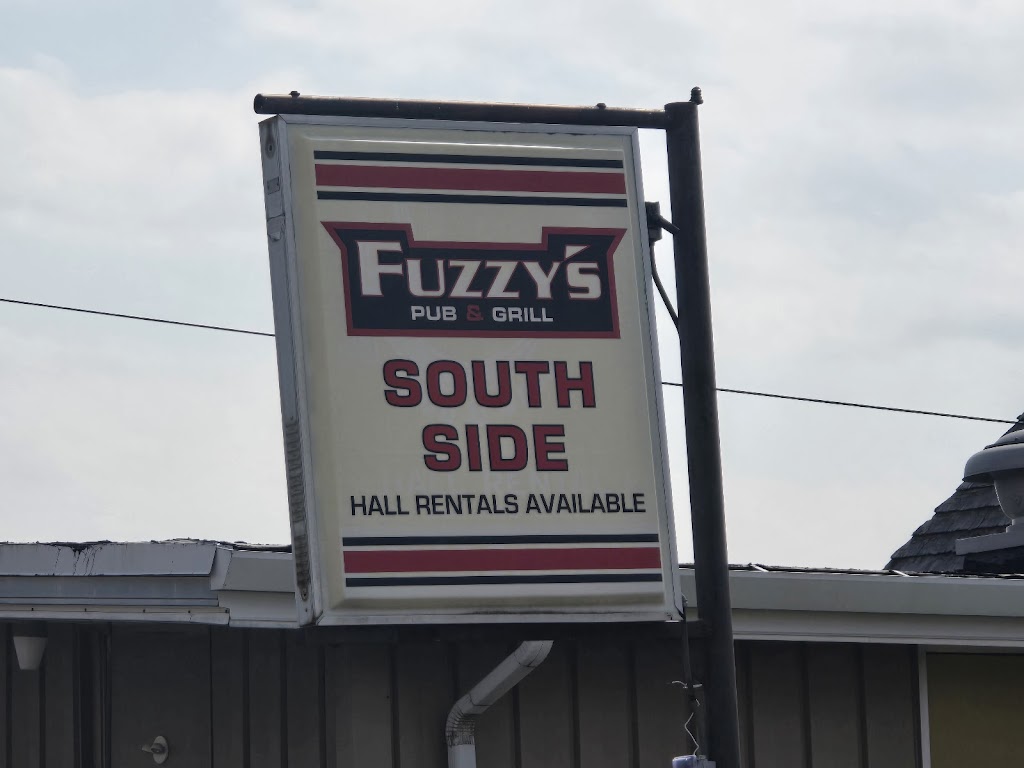 FUZZY'S
PUB & GRILL
SOUTH
SIDE
HALL RENTALS AVAILABLE